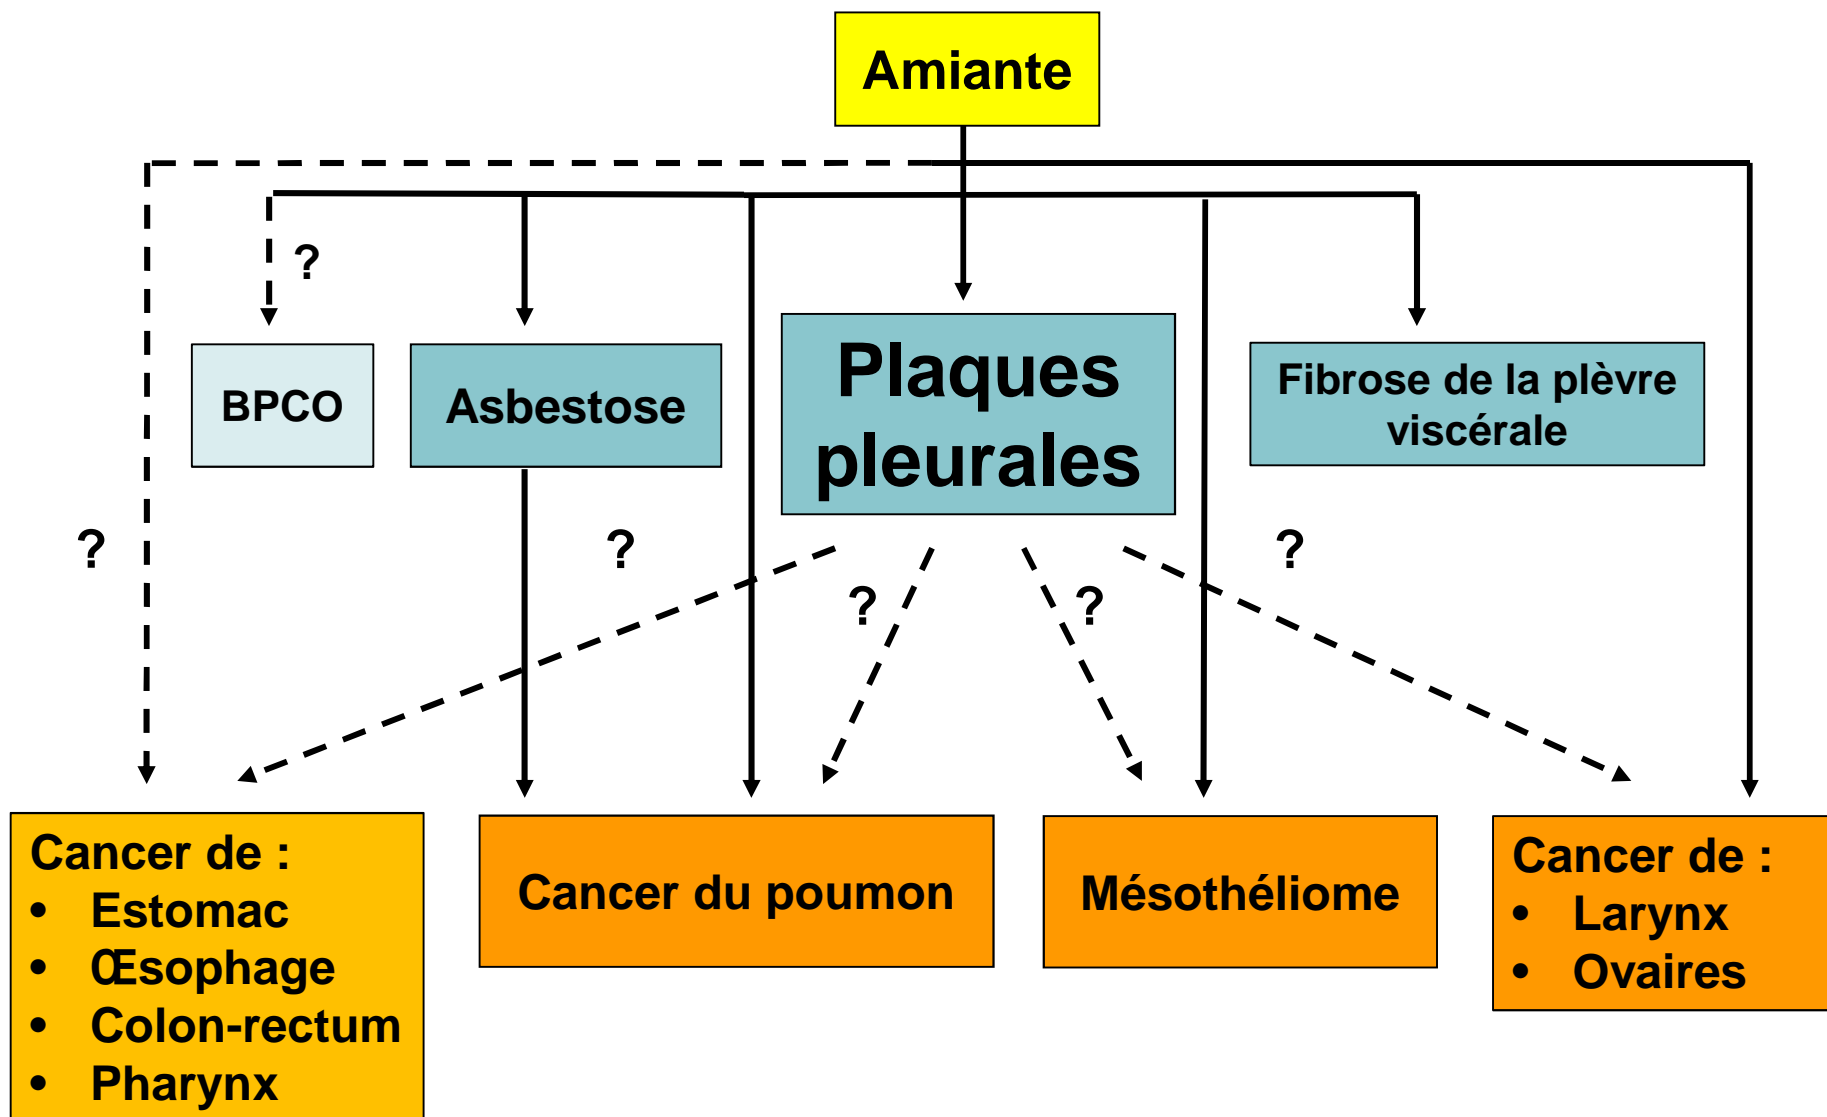 Amiante
?
BPCO
Asbestose
Plaques
pleurales
Fibrose de la plèvre
viscérale
?
?
?
?
?
Cancer de :
• Estomac
• Œsophage
• Colon-rectum
• Pharynx
Cancer du poumon
Mésothéliome
Cancer de :
• Larynx
• Ovaires